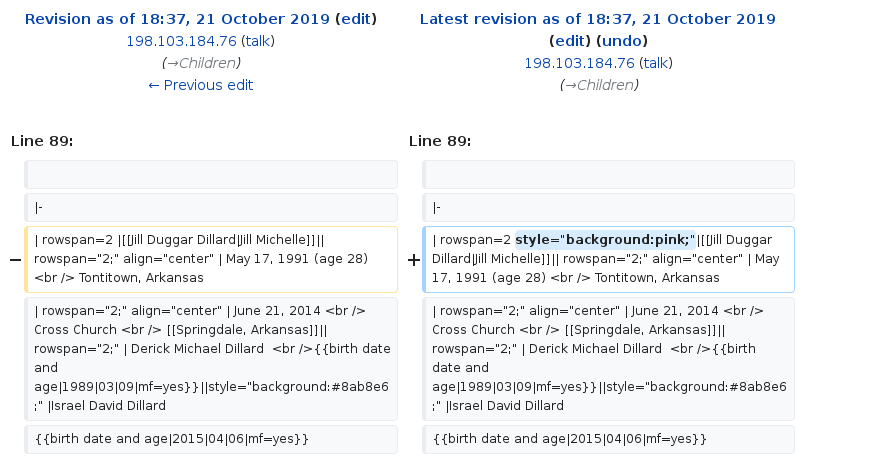 Revision as of 18:37, 21 October 2019 (edit)
198.103.184.76 (talk)
(→Children)
← Previous edit
Latest revision as of 18:37, 21 October 2019
(edit) (undo)
198.103.184.76 (talk)
(→Children)
Line 89:
Line 89:
|-
|-
−
| rowspan=2 |[[Jill Duggar Dillard|Jill Michelle]]||
rowspan="2;" align="center" | May 17, 1991 (age 28)
<br /> Tontitown, Arkansas
+
| rowspan=2 style="background:pink;"|[[Jill Duggar
Dillard|Jill Michelle]]|| rowspan="2;" align="center" | May
17, 1991 (age 28) <br /> Tontitown, Arkansas
| rowspan="2;" align="center" | June 21, 2014 <br />
Cross Church <br /> [[Springdale, Arkansas]]||
rowspan="2;" | Derick Michael Dillard  <br />{{birth date
and
age|1989|03|09|mf=yes}}||style="background:#8ab8e6
;" |Israel David Dillard
| rowspan="2;" align="center" | June 21, 2014 <br />
Cross Church <br /> [[Springdale, Arkansas]]||
rowspan="2;" | Derick Michael Dillard  <br />{{birth
date and
age|1989|03|09|mf=yes}}||style="background:#8ab8e6
;" |Israel David Dillard
{{birth date and age|2015|04|06|mf=yes}}
{{birth date and age|2015|04|06|mf=yes}}